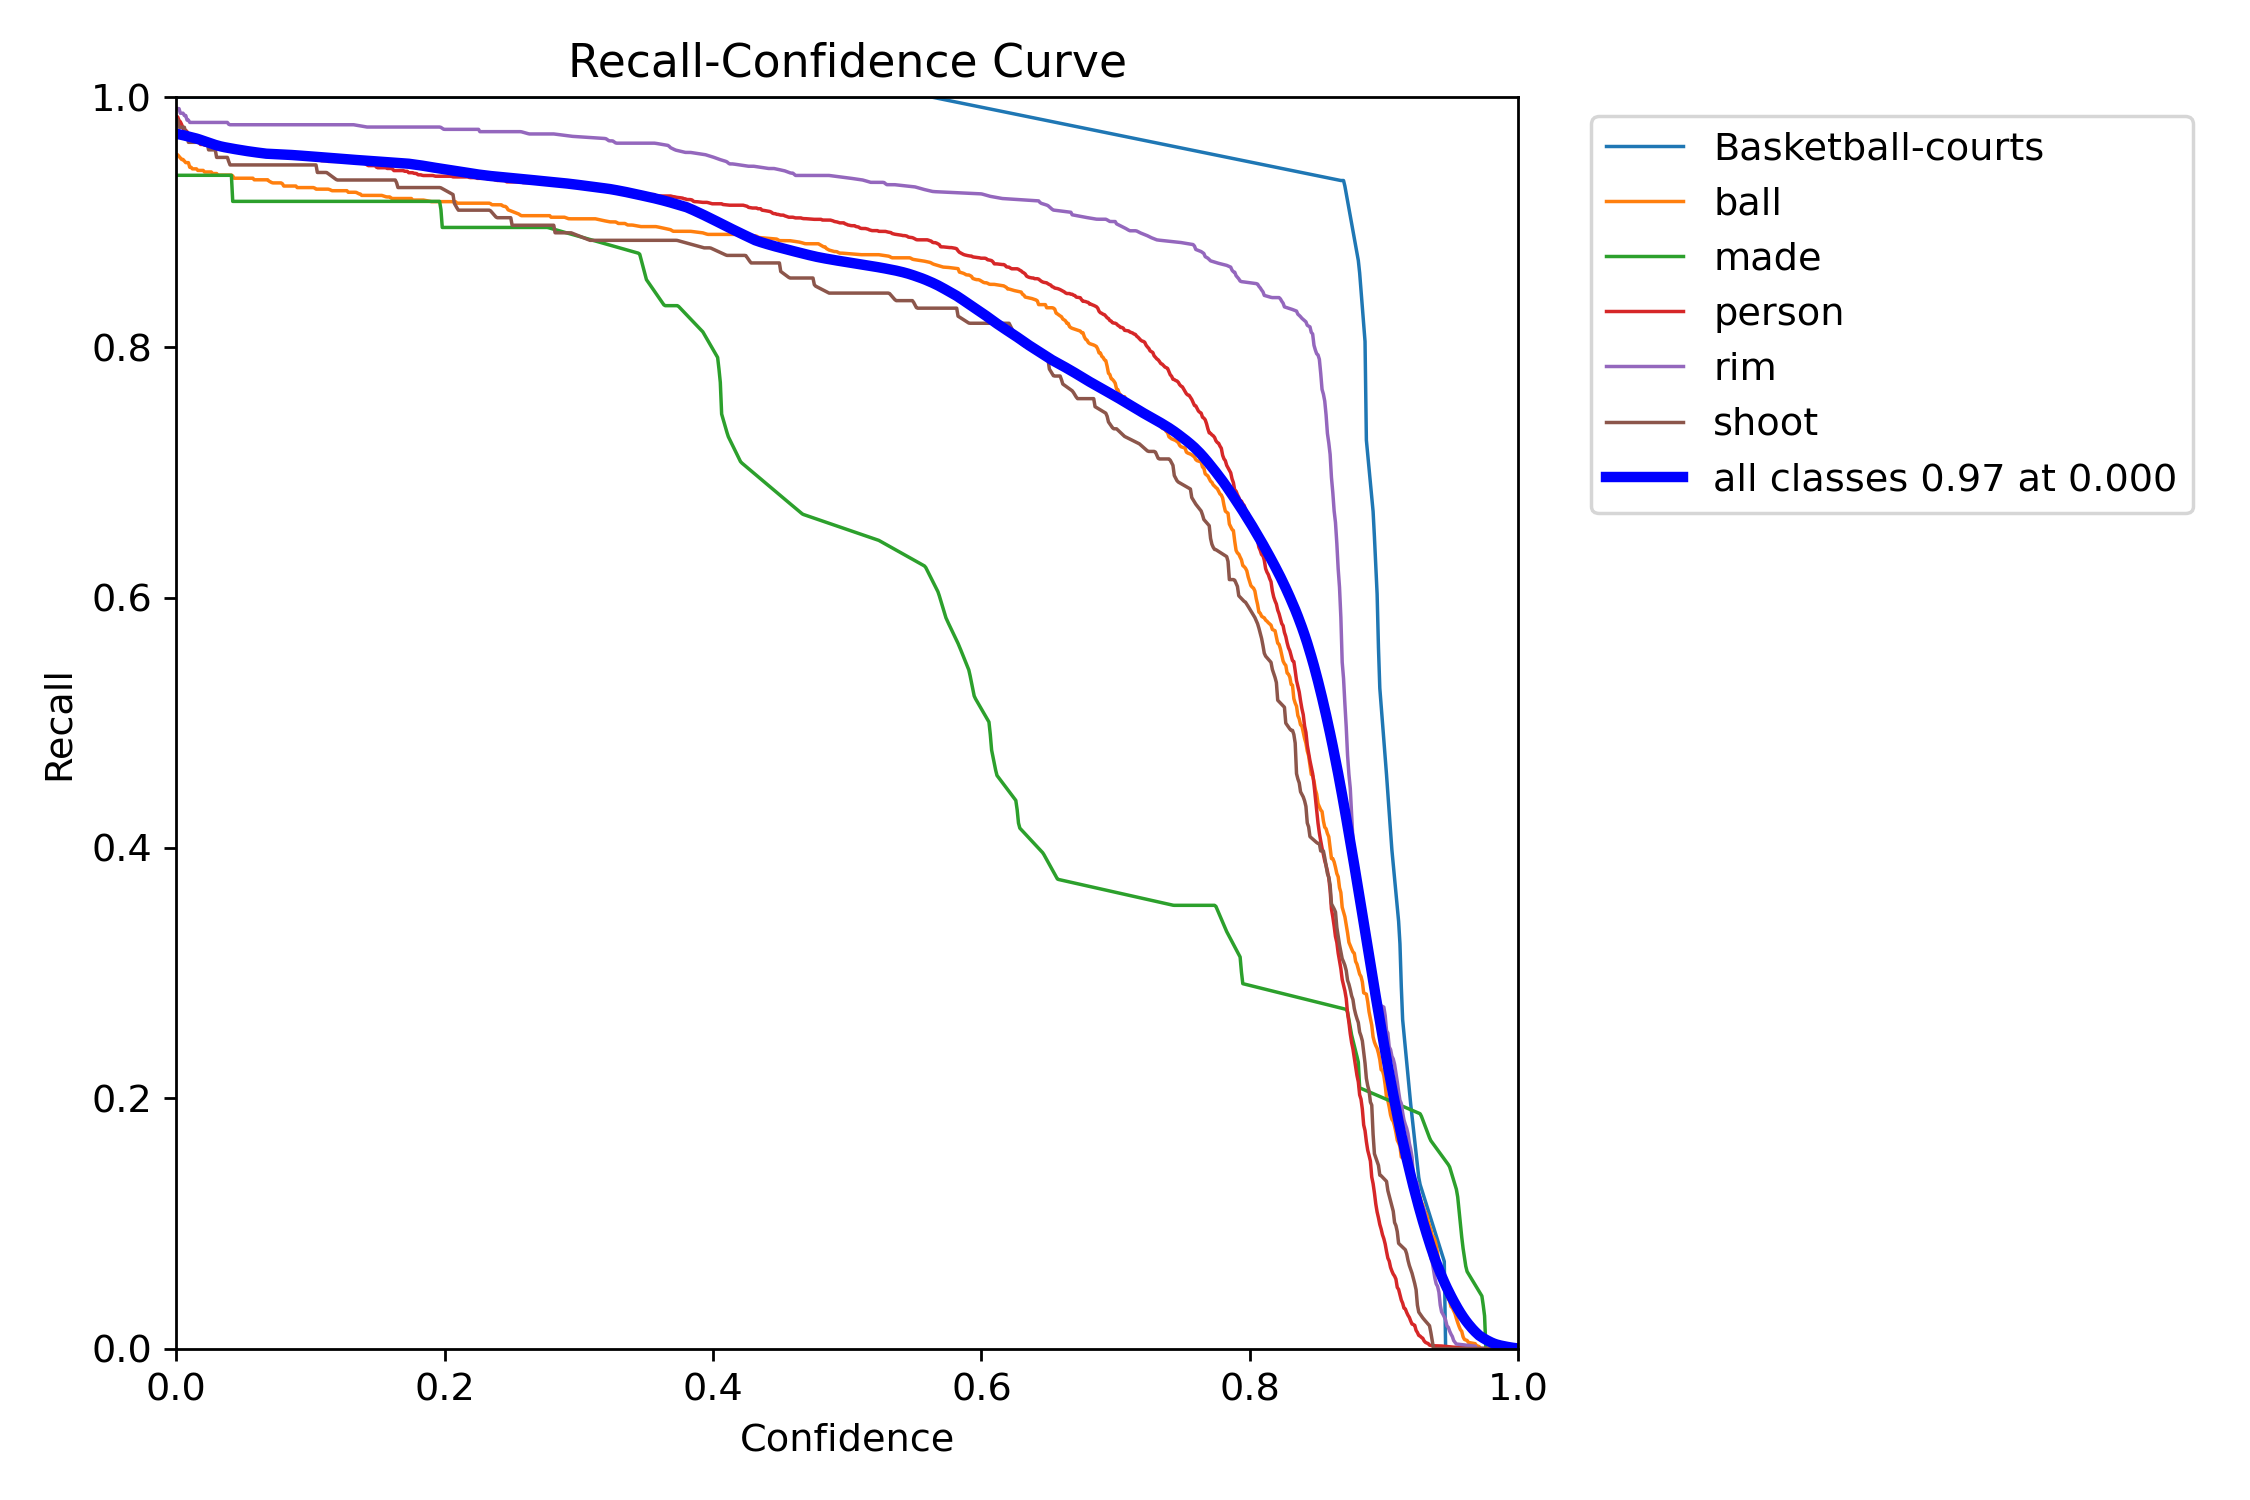 Recall-Confidence Curve
1.0
0.8
0.6
0.4
0.2
0.0
Recall
0.0 0.2 0.4 0.6 0.8 1.0
Confidence
Basketball-courts
ball
made
person
rim
shoot
all classes 0.97 at 0.000